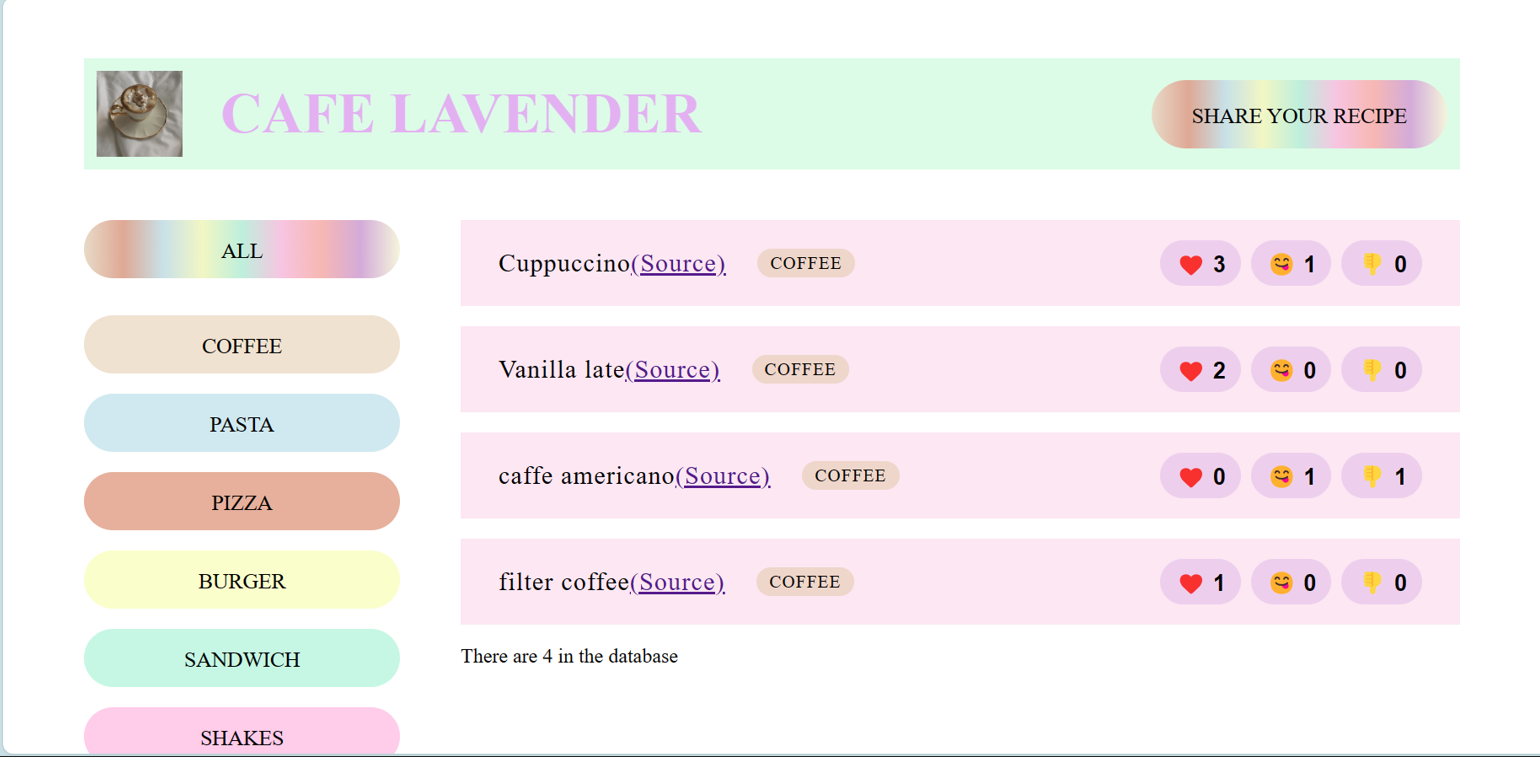 CAFE LAVENDER
SHARE YOUR RECIPE
ALL
COFFEE
PASTA
PIZZA
BURGER
SANDWICH
SHAKES
Cuppuccino(Source) COFFEE ❤️ 3 😋 1 👎 0
Vanilla late(Source) COFFEE ❤️ 2 😋 0 👎 0
caffe americano(Source) COFFEE ❤️ 0 😋 1 👎 1
filter coffee(Source) COFFEE ❤️ 1 😋 0 👎 0
There are 4 in the database